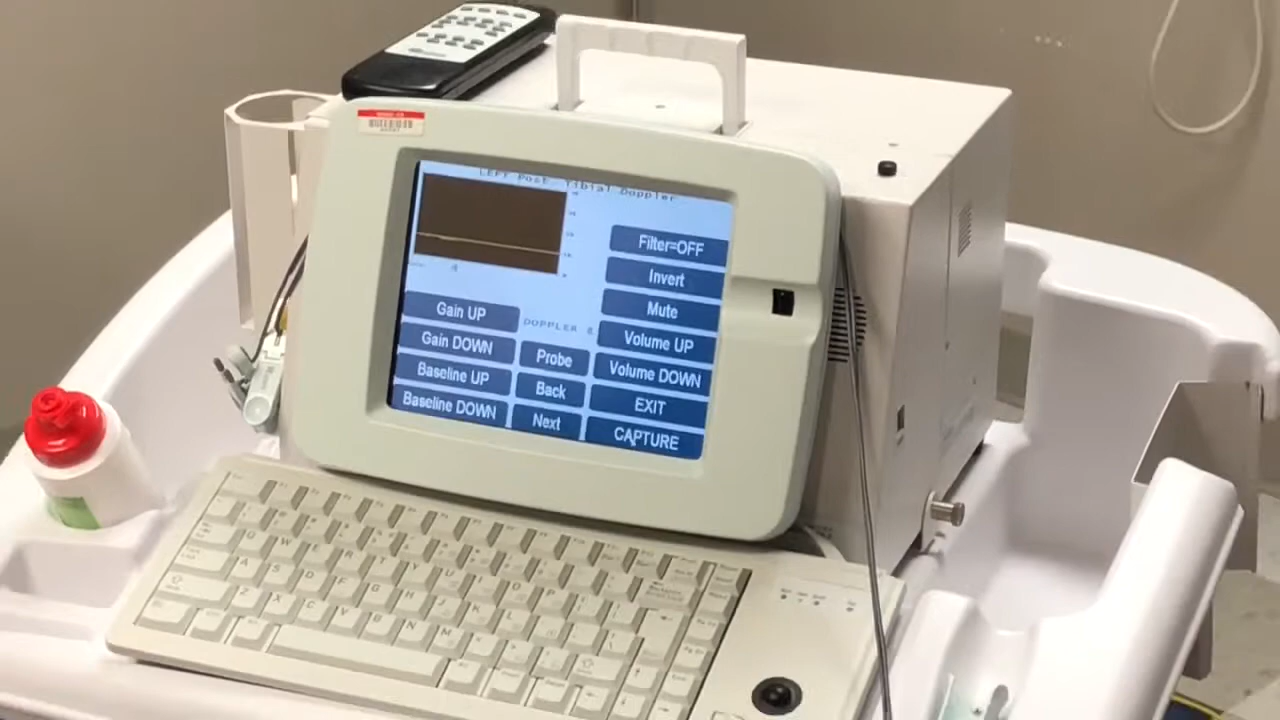 LEFT Post Tibial Doppler
Filter=OFF
Invert
Mute
Gain UP
DOPPLER
Volume UP
Gain DOWN
Probe
Volume DOWN
Baseline UP
Back
EXIT
Baseline DOWN
Next
CAPTURE
Q W E R T Y U I O P
A S D F G H J K L
Z X C V B N M